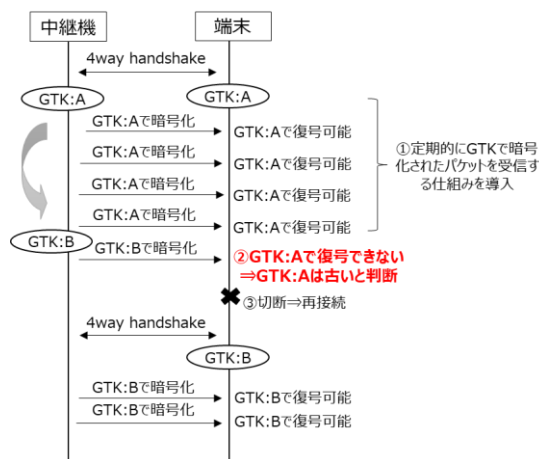 中継機
端末
4way handshake
GTK:A
GTK:A
GTK:Aで暗号化
GTK:Aで復号可能
GTK:Aで暗号化
GTK:Aで復号可能
GTK:Aで暗号化
GTK:Aで復号可能
GTK:Aで暗号化
GTK:Aで復号可能
①定期的にGTKで暗号
化されたパケットを受信す
る仕組みを導入
GTK:B
GTK:Bで暗号化
②GTK:Aで復号できない
⇒GTK:Aは古いと判断
③切断⇒再接続
4way handshake
GTK:B
GTK:Bで暗号化
GTK:Bで復号可能
GTK:Bで暗号化
GTK:Bで復号可能